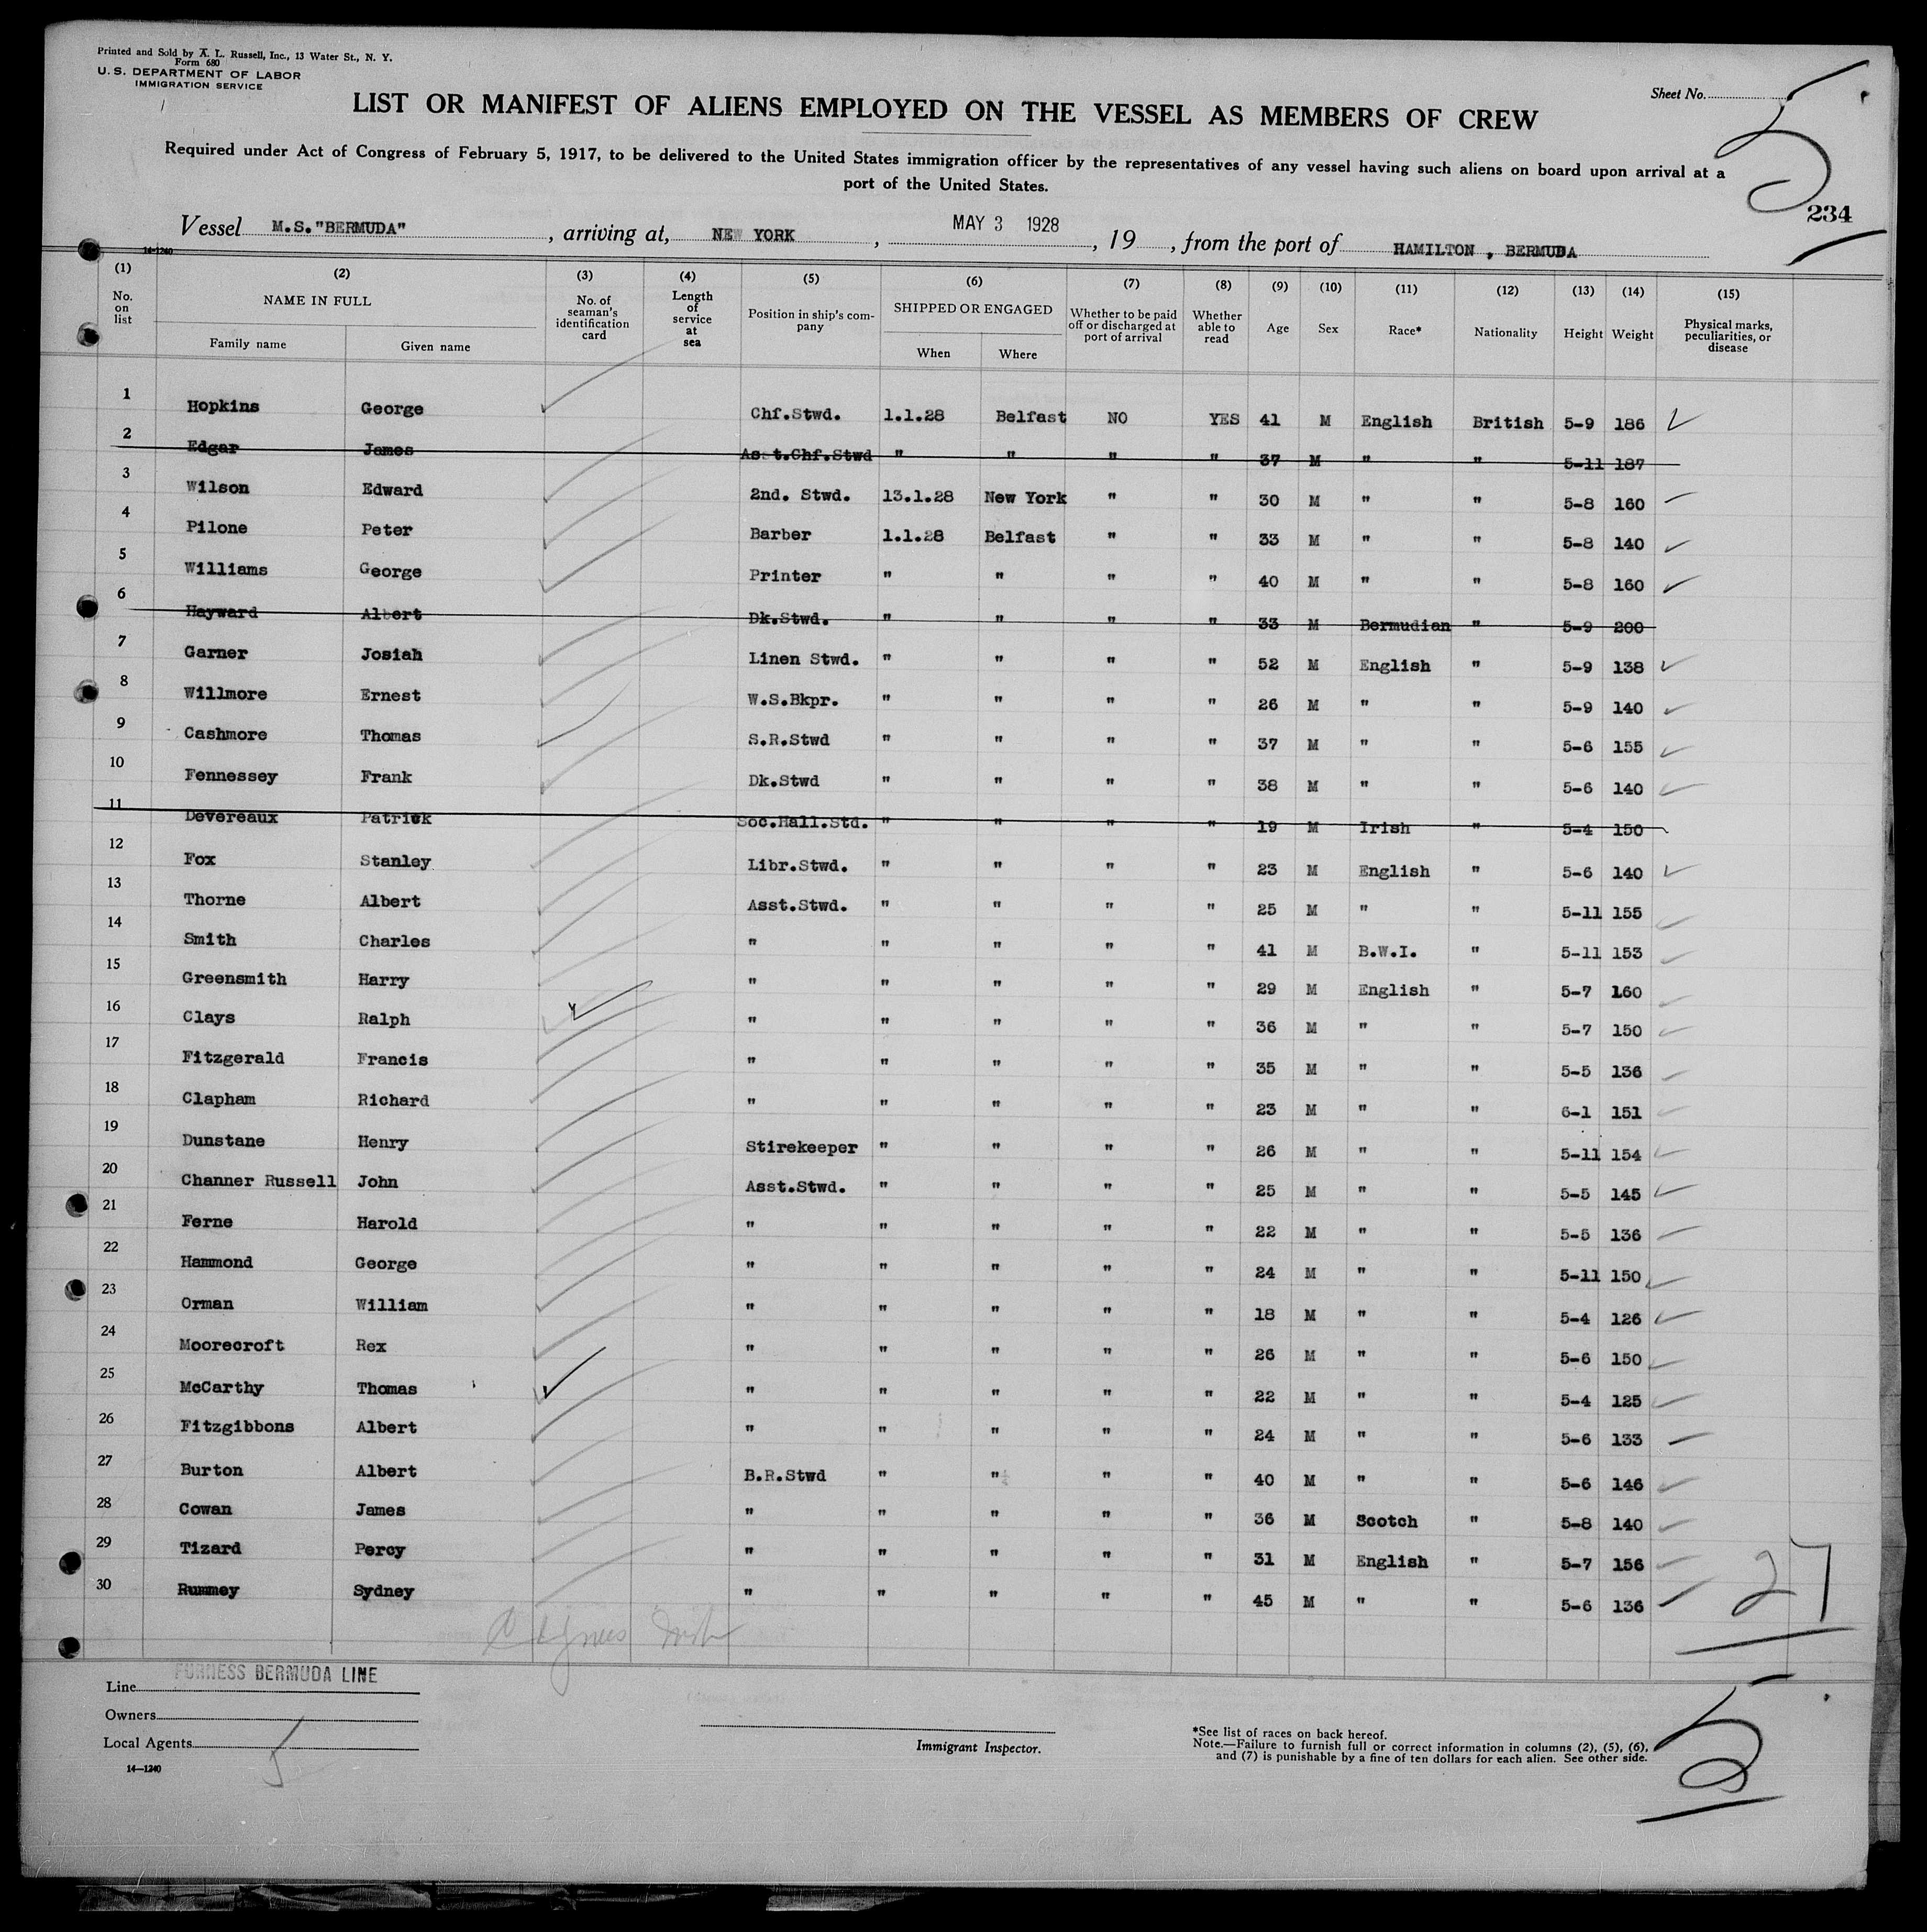 Printed and Sold by A. L. Russell, Inc., 13 Water St., N. Y.
Form 680
U. S. DEPARTMENT OF LABOR
IMMIGRATION SERVICE
Sheet No. 5
LIST OR MANIFEST OF ALIENS EMPLOYED ON THE VESSEL AS MEMBERS OF CREW
Required under Act of Congress of February 5, 1917, to be delivered to the United States immigration officer by the representatives of any vessel having such aliens on board upon arrival at a
port of the United States.
234
Vessel M.S."BERMUDA", arriving at, NEW YORK, MAY 3 1928, 19, from the port of HAMILTON, BERMUDA
14-1240
(1) (2) (3) (4) (5) (6) (7) (8) (9) (10) (11) (12) (13) (14) (15)
No. on list NAME IN FULL Family name Given name No. of seaman's identification card Length of service at sea Position in ship's company SHIPPED OR ENGAGED When Where Whether to be paid off or discharged at port of arrival Whether able to read Age Sex Race* Nationality Height Weight Physical marks, peculiarities, or disease
1 Hopkins George Chf.Stwd. 1.1.28 Belfast NO YES 41 M English British 5-9 186
2 Edgar James Asst.Chf.Stwd " " " " 37 M " " 5-11 187
3 Wilson Edward 2nd. Stwd. 13.1.28 New York " " 30 M " " 5-8 160
4 Pilone Peter Barber 1.1.28 Belfast " " 33 M " " 5-8 140
5 Williams George Printer " " " " 40 M " " 5-8 160
6 Hayward Albert Dk.Stwd. " " " " 33 M Bermudian " 5-9 200
7 Garner Josiah Linen Stwd. " " " " 52 M English " 5-9 138
8 Willmore Ernest W.S.Bkpr. " " " " 26 M " " 5-9 140
9 Cashmore Thomas S.R.Stwd " " " " 37 M " " 5-6 155
10 Fennessey Frank Dk.Stwd " " " " 38 M " " 5-6 140
11 Devereaux Patrick Soc.Hall.Std. " " " " 19 M Irish " 5-4 150
12 Fox Stanley Libr.Stwd. " " " " 23 M English " 5-6 140
13 Thorne Albert Asst.Stwd. " " " " 25 M " " 5-11 155
14 Smith Charles " " " " " 41 M B.W.I. " 5-11 153
15 Greensmith Harry " " " " " 29 M English " 5-7 160
16 Clays Ralph " " " " " 36 M " " 5-7 150
17 Fitzgerald Francis " " " " " 35 M " " 5-5 136
18 Clapham Richard " " " " " 23 M " " 6-1 151
19 Dunstane Henry Stirekeeper " " " " 26 M " " 5-11 154
20 Channer Russell John Asst.Stwd. " " " " 25 M " " 5-5 145
21 Ferne Harold " " " " " 22 M " " 5-5 136
22 Hammond George " " " " " 24 M " " 5-11 150
23 Orman William " " " " " 18 M " " 5-4 126
24 Moorecroft Rex " " " " " 26 M " " 5-6 150
25 McCarthy Thomas " " " " " 22 M " " 5-4 125
26 Fitzgibbons Albert " " " " " 24 M " " 5-6 133
27 Burton Albert B.R.Stwd " " " " 40 M " " 5-6 146
28 Cowan James " " " " " 36 M Scotch " 5-8 140
29 Tizard Percy " " " " " 31 M English " 5-7 156
30 Rummey Sydney " " " " " 45 M " " 5-6 136
27
Line FURNESS BERMUDA LINE
Owners
Local Agents
5
14—1240
Immigrant Inspector.
*See list of races on back hereof.
Note.—Failure to furnish full or correct information in columns (2), (5), (6),
and (7) is punishable by a fine of ten dollars for each alien. See other side.